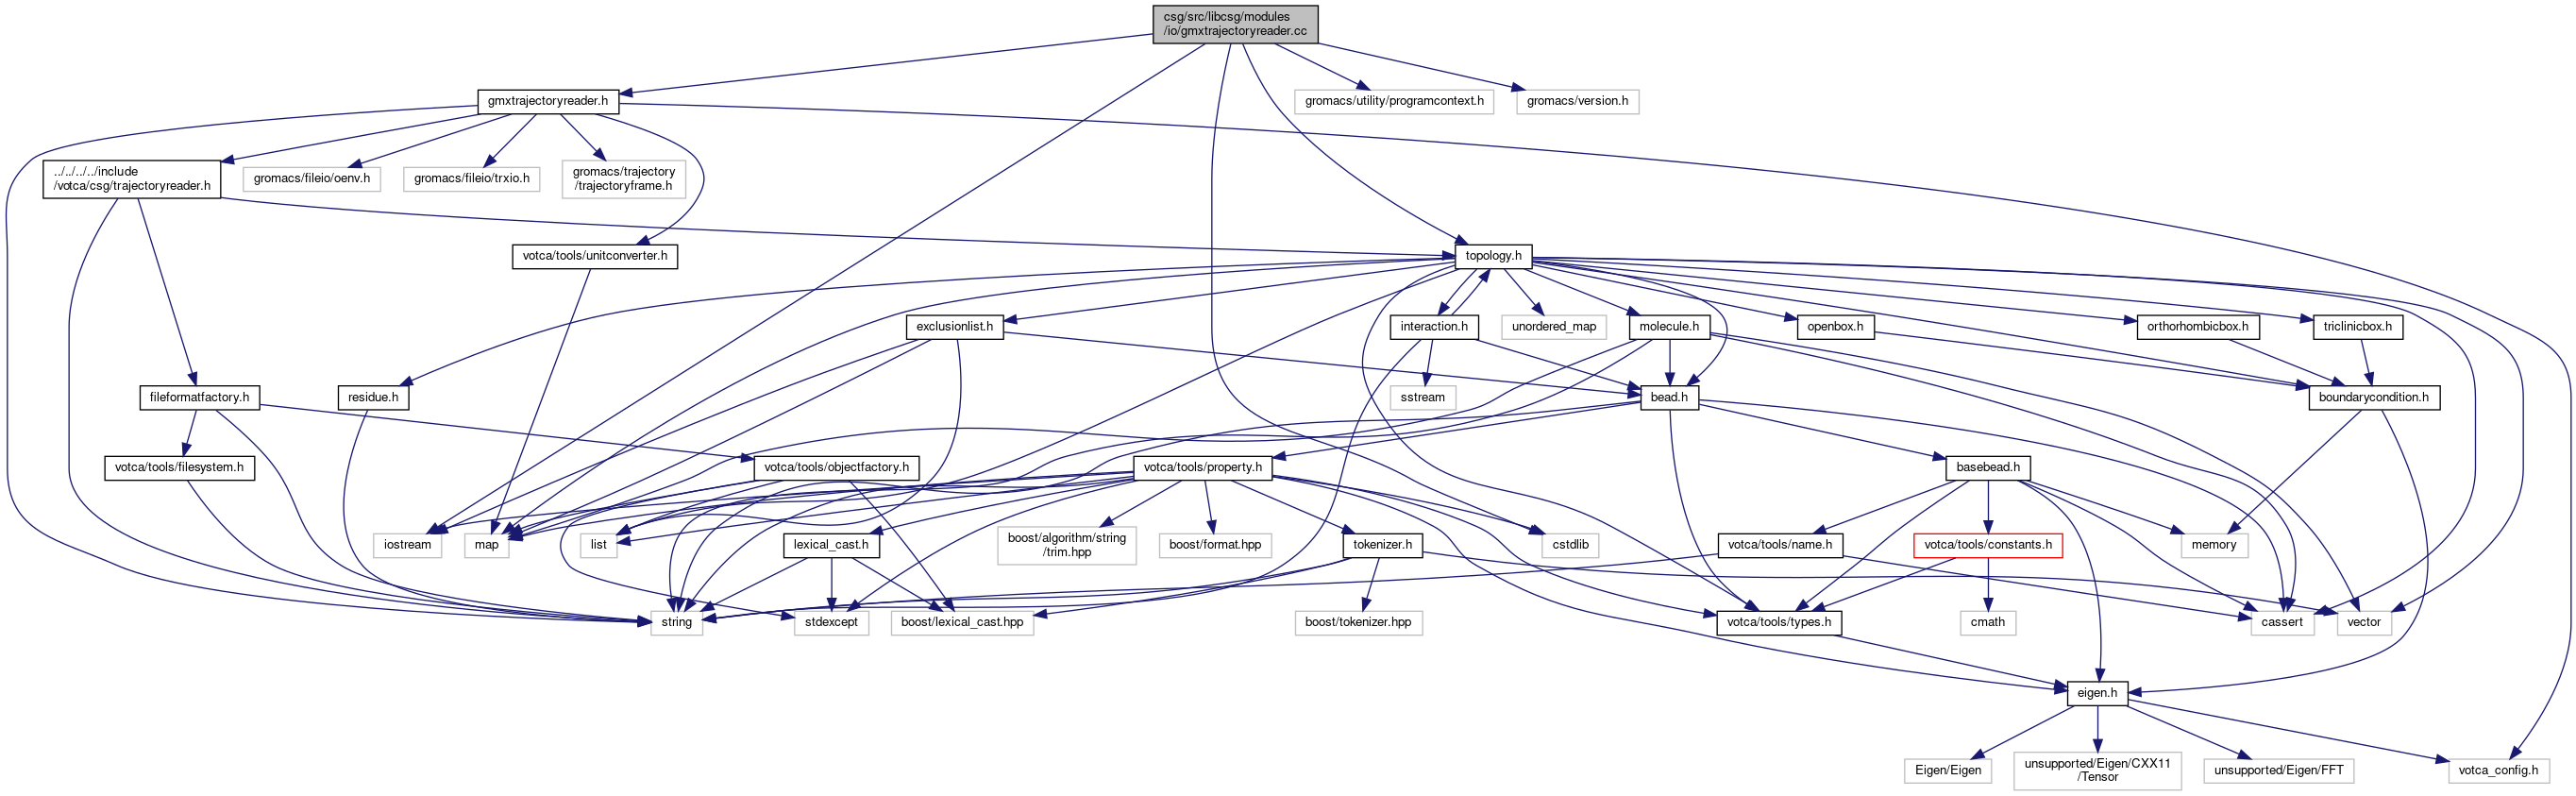 csg/src/libcsg/modules
/io/gmxtrajectoryreader.cc
gmxtrajectoryreader.h
gromacs/utility/programcontext.h
gromacs/version.h
../../../../include
/votca/csg/trajectoryreader.h
gromacs/fileio/oenv.h
gromacs/fileio/trxio.h
gromacs/trajectory
/trajectoryframe.h
votca/tools/unitconverter.h
topology.h
exclusionlist.h
interaction.h
unordered_map
molecule.h
openbox.h
orthorhombicbox.h
triclinicbox.h
fileformatfactory.h
residue.h
sstream
bead.h
boundarycondition.h
votca/tools/filesystem.h
votca/tools/objectfactory.h
votca/tools/property.h
basebead.h
iostream
map
list
lexical_cast.h
boost/algorithm/string
/trim.hpp
boost/format.hpp
tokenizer.h
cstdlib
votca/tools/name.h
votca/tools/constants.h
memory
string
stdexcept
boost/lexical_cast.hpp
boost/tokenizer.hpp
votca/tools/types.h
cmath
cassert
vector
eigen.h
Eigen/Eigen
unsupported/Eigen/CXX11
/Tensor
unsupported/Eigen/FFT
votca_config.h